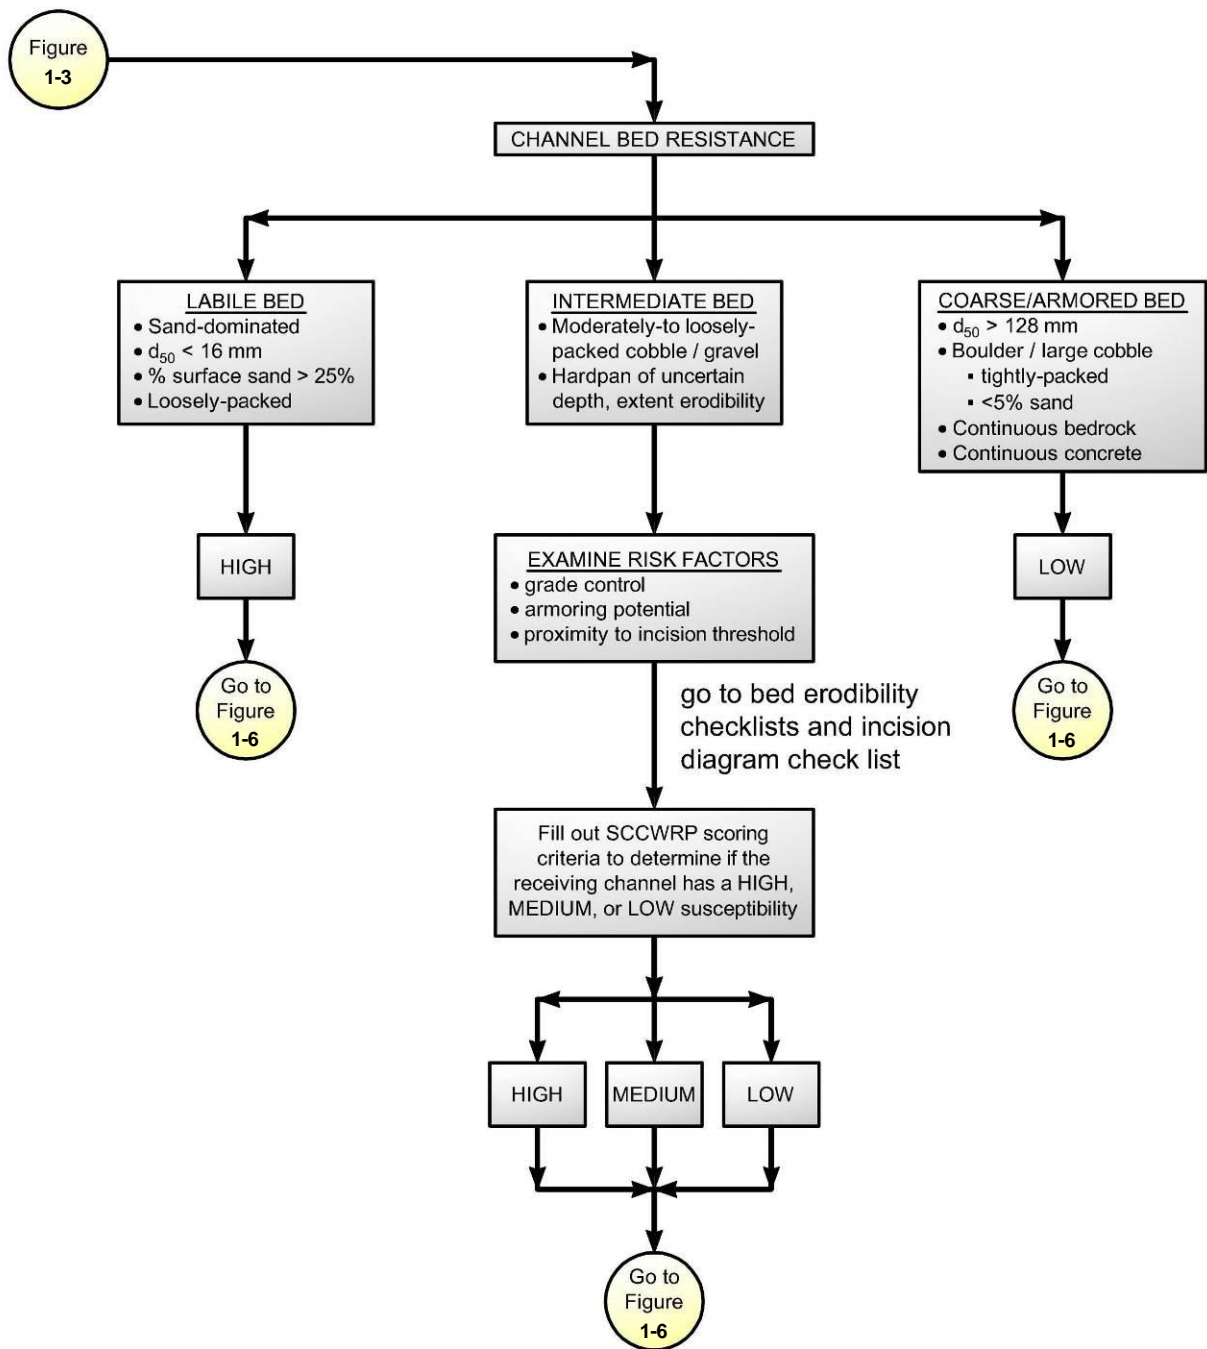 Figure
1-3
CHANNEL BED RESISTANCE
LABILE BED
• Sand-dominated
• d₅₀ < 16 mm
• % surface sand > 25%
• Loosely-packed
INTERMEDIATE BED
• Moderately-to loosely-
packed cobble / gravel
• Hardpan of uncertain
depth, extent erodibility
COARSE/ARMORED BED
• d₅₀ > 128 mm
• Boulder / large cobble
▪ tightly-packed
▪ <5% sand
• Continuous bedrock
• Continuous concrete
HIGH
EXAMINE RISK FACTORS
• grade control
• armoring potential
• proximity to incision threshold
LOW
Go to
Figure
1-6
go to bed erodibility
checklists and incision
diagram check list
Go to
Figure
1-6
Fill out SCCWRP scoring
criteria to determine if the
receiving channel has a HIGH,
MEDIUM, or LOW susceptibility
HIGH
MEDIUM
LOW
Go to
Figure
1-6